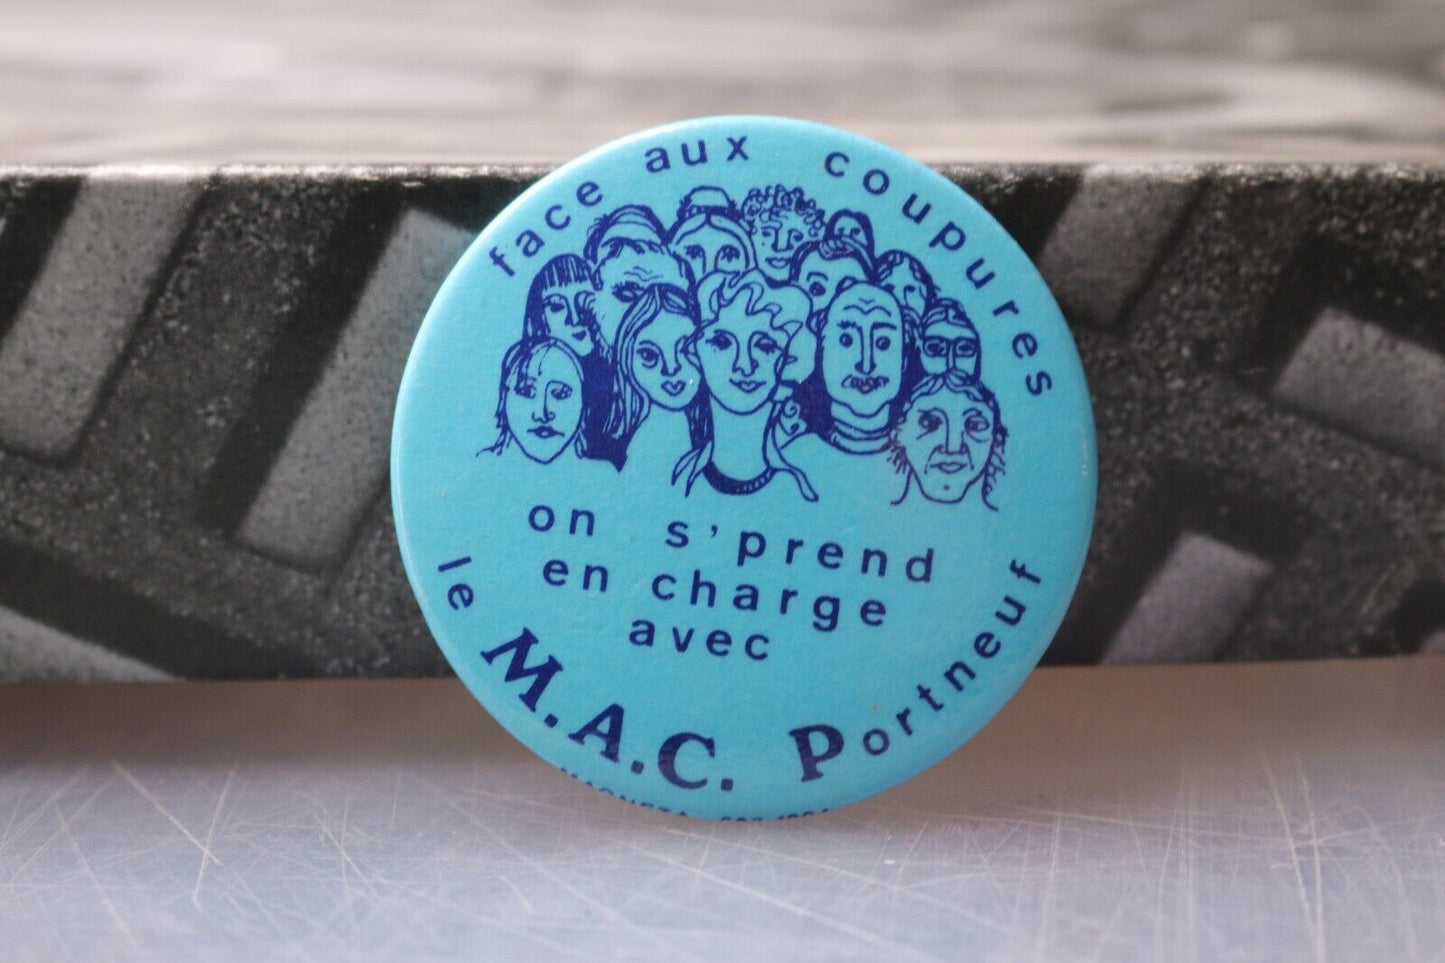 face aux coupures
on s'prend
en charge
avec
le M.A.C. Portneuf